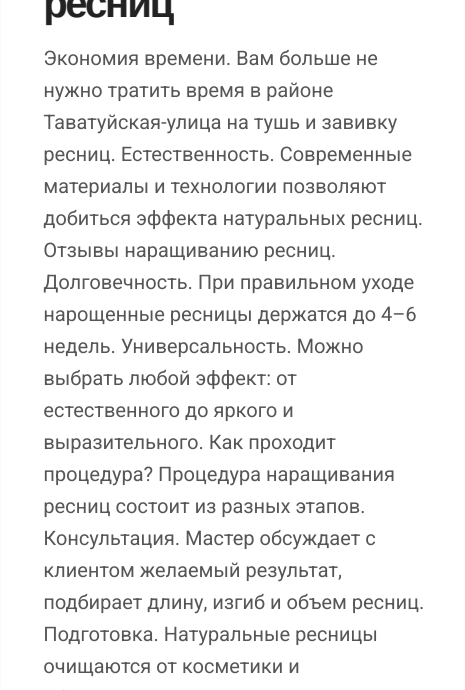 ресниц
Экономия времени. Вам больше не
нужно тратить время в районе
Таватуйская-улица на тушь и завивку
ресниц. Естественность. Современные
материалы и технологии позволяют
добиться эффекта натуральных ресниц.
Отзывы наращиванию ресниц.
Долговечность. При правильном уходе
нарощенные ресницы держатся до 4–6
недель. Универсальность. Можно
выбрать любой эффект: от
естественного до яркого и
выразительного. Как проходит
процедура? Процедура наращивания
ресниц состоит из разных этапов.
Консультация. Мастер обсуждает с
клиентом желаемый результат,
подбирает длину, изгиб и объем ресниц.
Подготовка. Натуральные ресницы
очищаются от косметики и